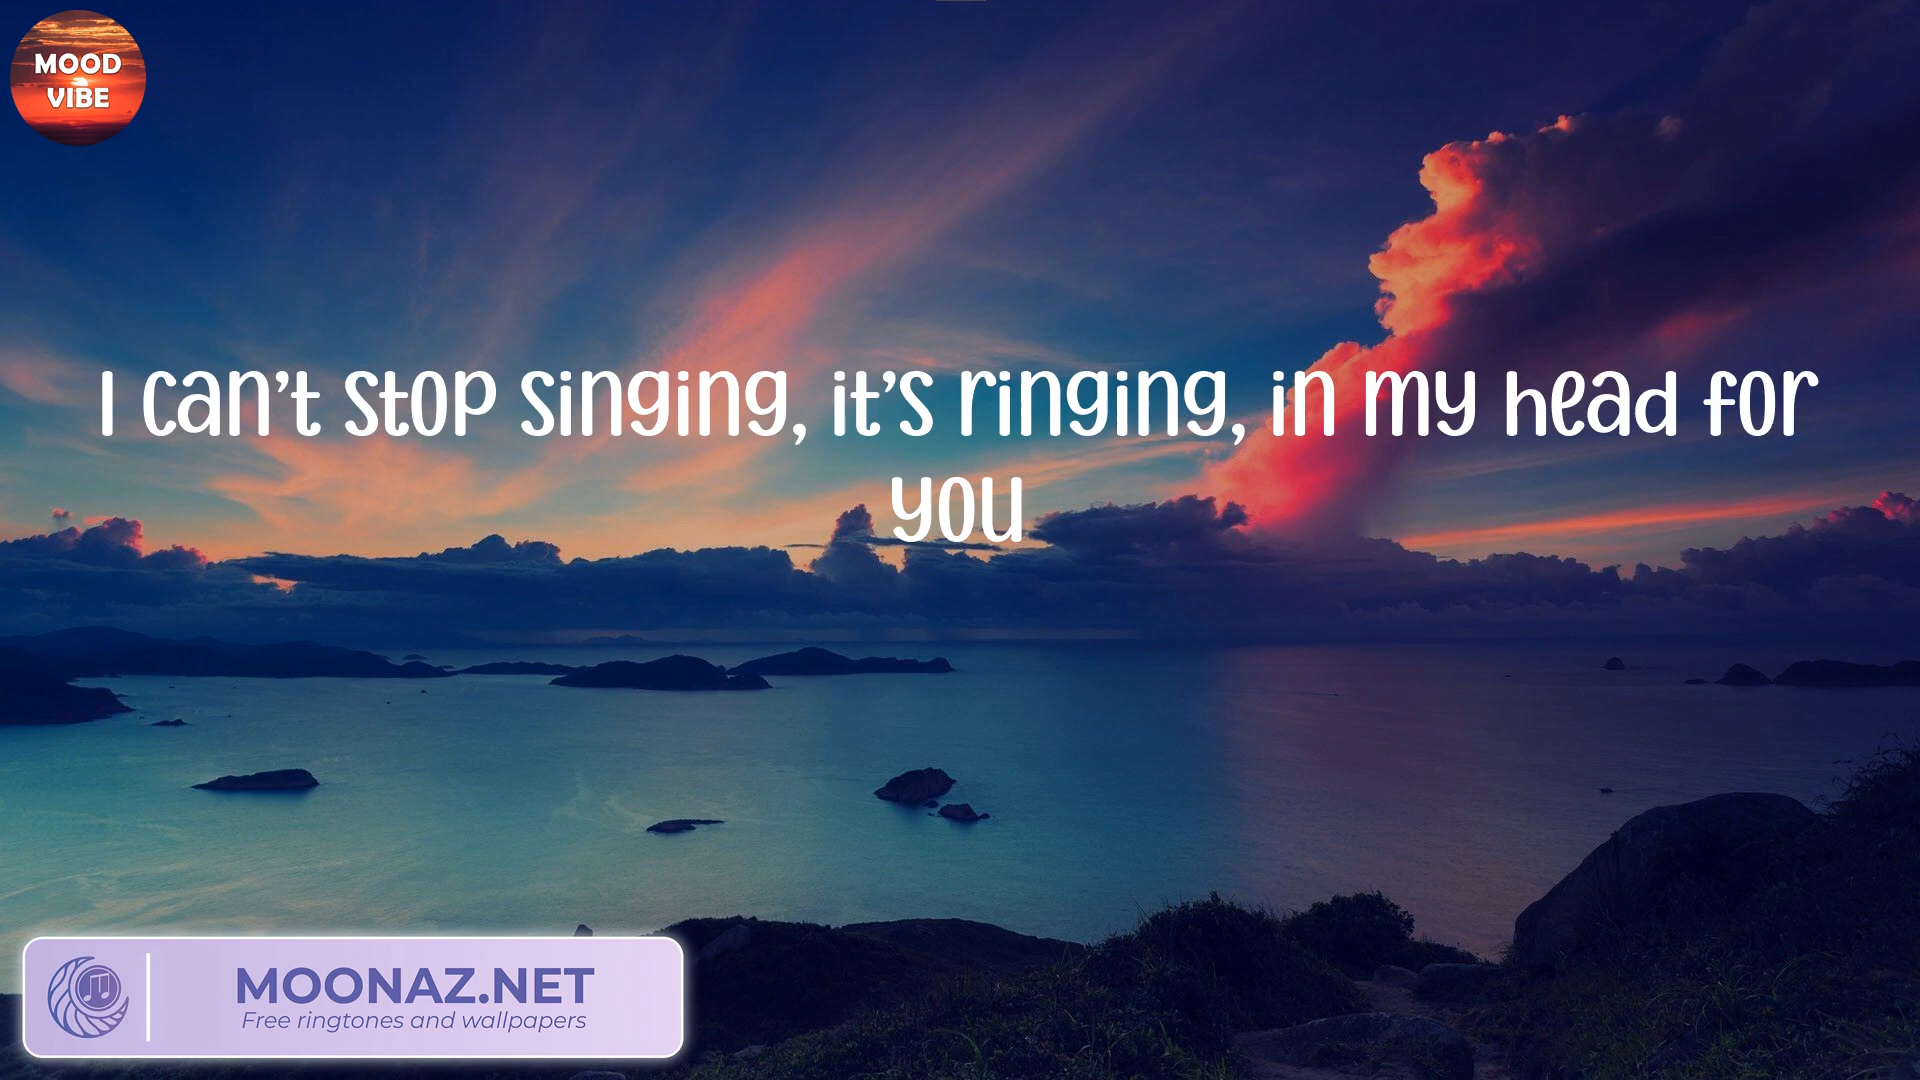 MOOD
VIBE
I can't stop singing, it's ringing, in my head for
you
MOONAZ.NET
Free ringtones and wallpapers